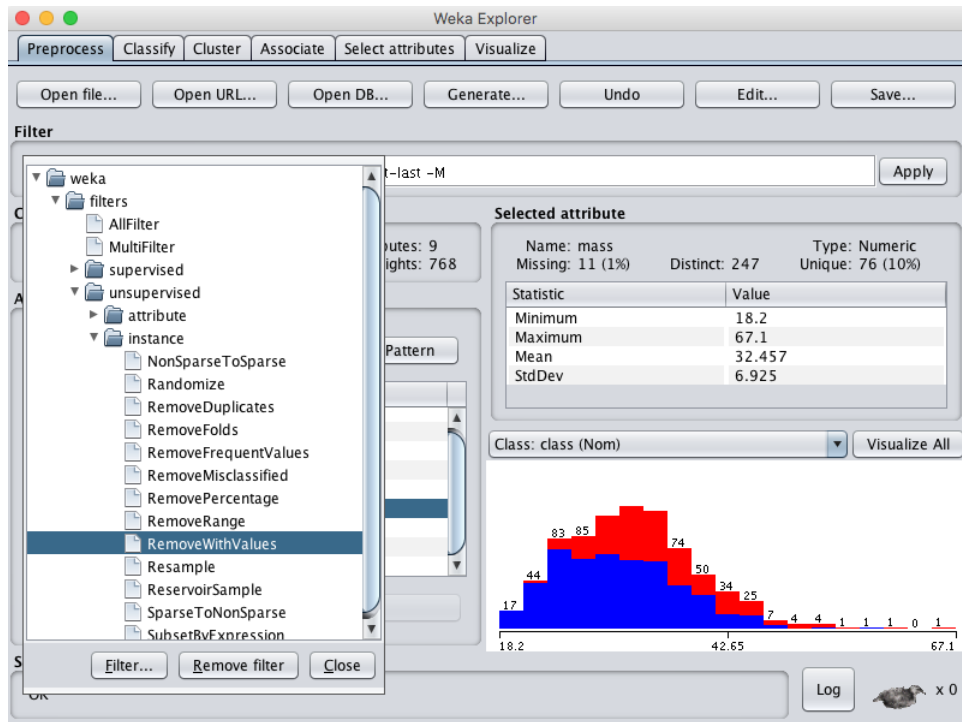 Weka Explorer
Preprocess Classify Cluster Associate Select attributes Visualize
Open file... Open URL... Open DB... Generate... Undo Edit... Save...
Filter
t-last -M Apply
weka
filters
AllFilter
MultiFilter
supervised
unsupervised
attribute
instance
NonSparseToSparse
Randomize
RemoveDuplicates
RemoveFolds
RemoveFrequentValues
RemoveMisclassified
RemovePercentage
RemoveRange
RemoveWithValues
Resample
ReservoirSample
SparseToNonSparse
SubsetByExpression
Filter... Remove filter Close
butes: 9
ights: 768
Pattern
Selected attribute
Name: mass Type: Numeric
Missing: 11 (1%) Distinct: 247 Unique: 76 (10%)
Statistic Value
Minimum 18.2
Maximum 67.1
Mean 32.457
StdDev 6.925
Class: class (Nom) Visualize All
17 44 83 85 74 50 34 25 7 4 4 1 1 1 0 1
18.2 42.65 67.1
OK
Log x 0